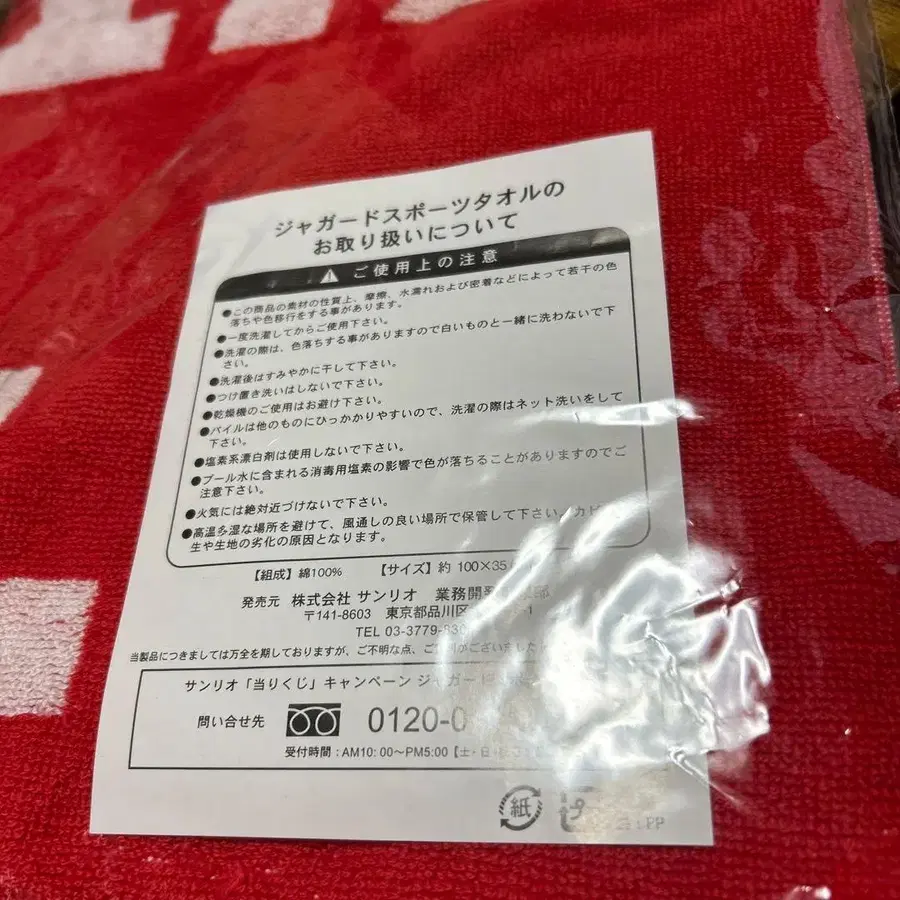 ジャガードスポーツタオルの
お取り扱いについて
ご使用上の注意
●この商品の素材の性質上、摩擦、水濡れおよび密着などによって若干の色
落ちや色移行をする事があります。
●一度洗濯してからご使用下さい。
●洗濯の際は、色落ちする事がありますので白いものと一緒に洗わないで下
さい。
●洗濯後はすみやかに干して下さい。
●つけ置き洗いはしないで下さい。
●乾燥機のご使用はお避け下さい。
●パイルは他のものにひっかかりやすいので、洗濯の際はネット洗いをして
下さい。
●塩素系漂白剤は使用しないで下さい。
●プール水に含まれる消毒用塩素の影響で色が落ちることがありますのでご
注意下さい。
●火気には絶対近づけないで下さい。
●高温多湿な場所を避けて、風通しの良い場所で保管して下さい。カビ
生や生地の劣化の原因となります。
【組成】綿100% 【サイズ】約 100×35
発売元 株式会社 サンリオ 業務開発
〒141-8603 東京都品川区
TEL 03-3779-
当製品につきましては万全を期しておりますが、ご不明な点、
サンリオ「当りくじ」キャンペーン ジャガード
問い合せ先 0120-0
受付時間:AM10:00〜PM5:00【土・日・
紙
PP